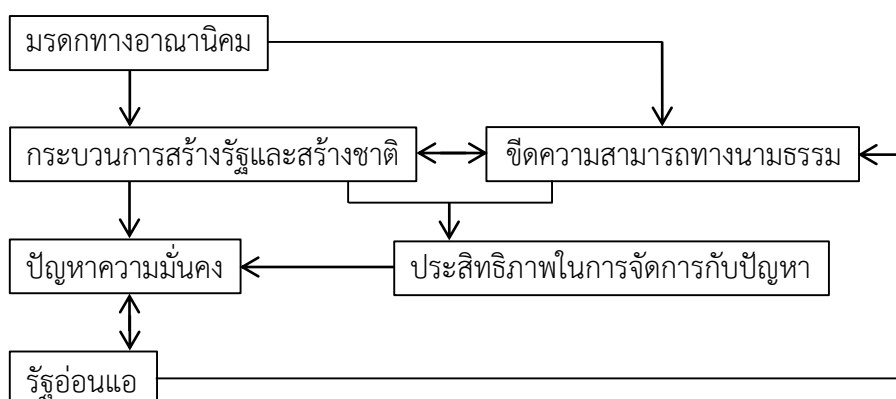 มรดกทางอาณานิคม
กระบวนการสร้างรัฐและสร้างชาติ
ขีดความสามารถทางนามธรรม
ปัญหาความมั่นคง
ประสิทธิภาพในการจัดการกับปัญหา
รัฐอ่อนแอ